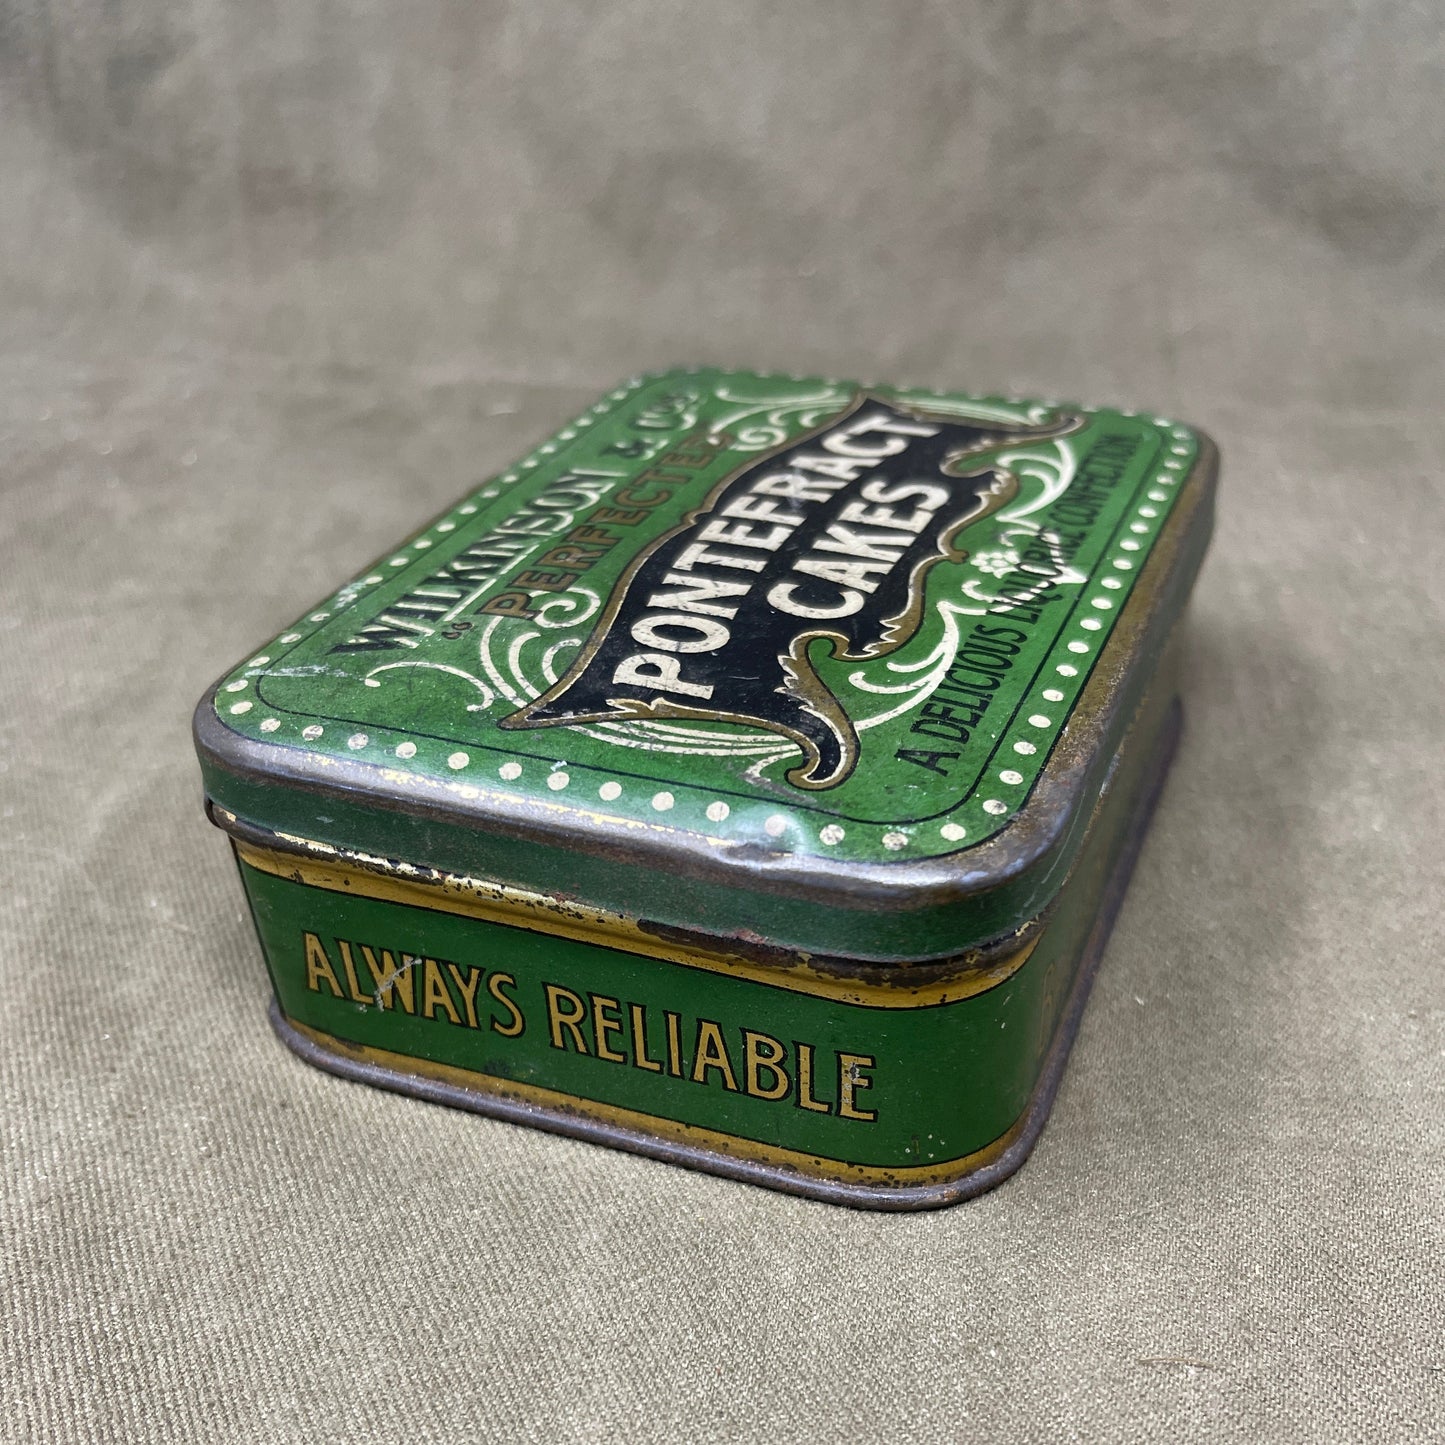 WILKINSON & Co's
"PERFECTED"
PONTEFRACT
CAKES
A DELICIOUS LIQUORICE CONFECTION.
ALWAYS RELIABLE